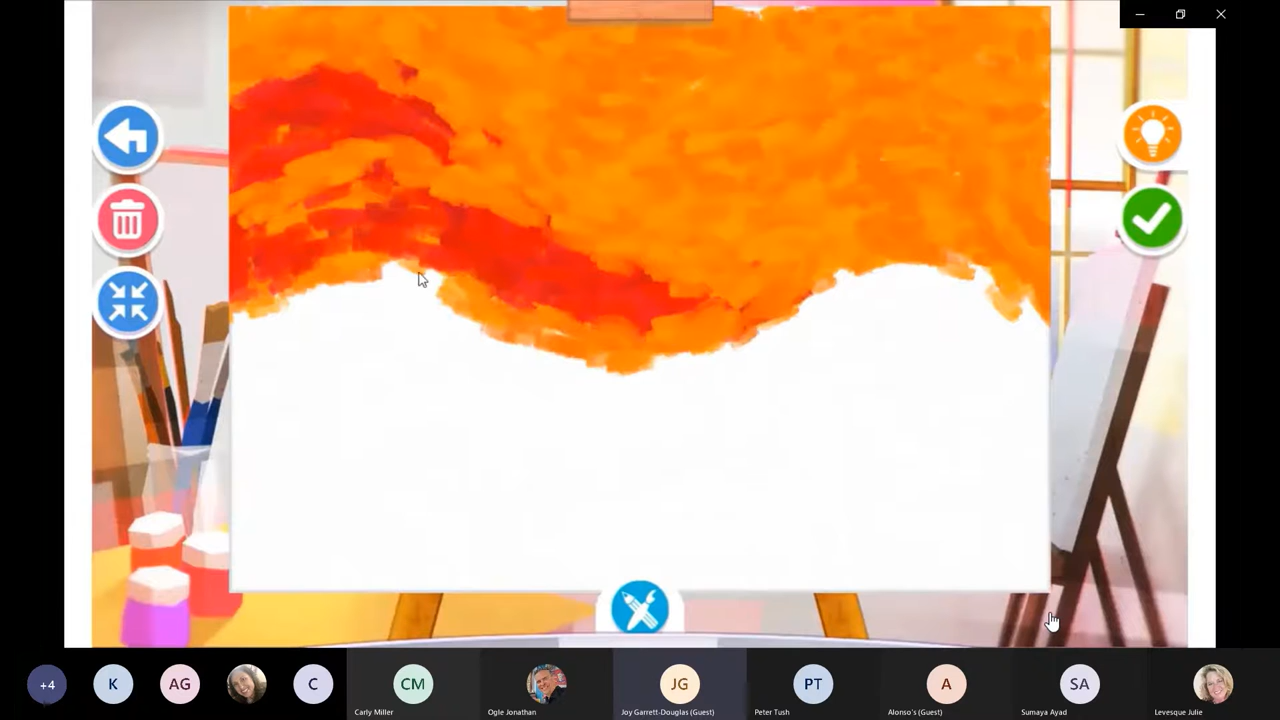 +4
K
AG
C
CM
Carly Miller
Ogle Jonathan
JG
Joy Garrett-Douglas (Guest)
PT
Peter Tush
A
Alonso's (Guest)
SA
Sumaya Ayad
Levesque Julie